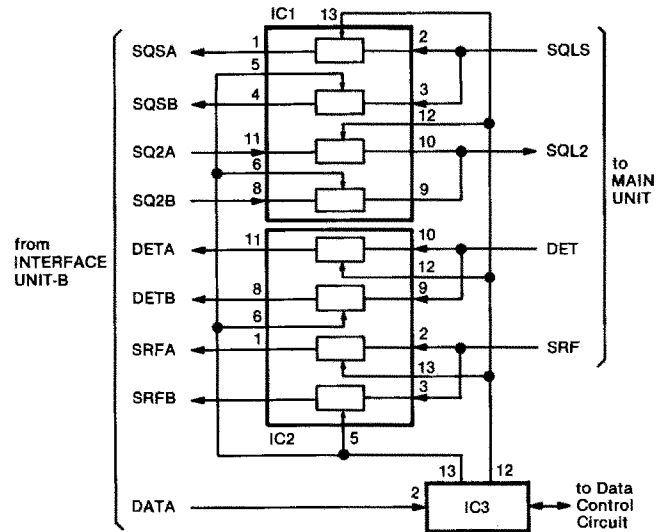 IC1 13
SQSA 1 2 SQLS
5
SQSB 4 3
12
SQ2A 11 10 SQL2
6
SQ2B 8 9
to
MAIN
UNIT
from
INTERFACE
UNIT-B
DETA 11 10 DET
12
DETB 8 9
6
SRFA 1 2 SRF
13
SRFB 3
IC2 5
13 12
DATA 2 IC3
to Data
Control
Circuit